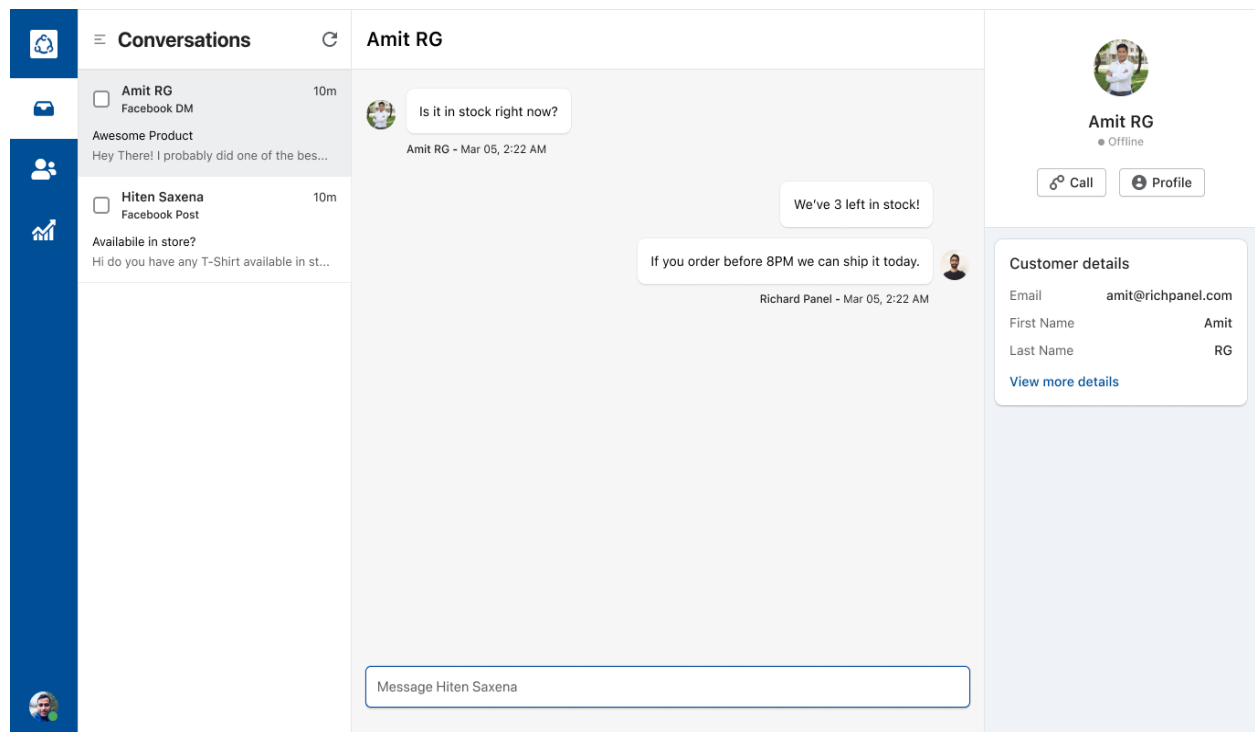 Conversations
Amit RG
10m
Facebook DM
Awesome Product
Hey There! I probably did one of the bes...
Hiten Saxena
10m
Facebook Post
Availabile in store?
Hi do you have any T-Shirt available in st...
Amit RG
Is it in stock right now?
Amit RG - Mar 05, 2:22 AM
We've 3 left in stock!
If you order before 8PM we can ship it today.
Richard Panel - Mar 05, 2:22 AM
Message Hiten Saxena
Amit RG
Offline
Call
Profile
Customer details
Email amit@richpanel.com
First Name Amit
Last Name RG
View more details